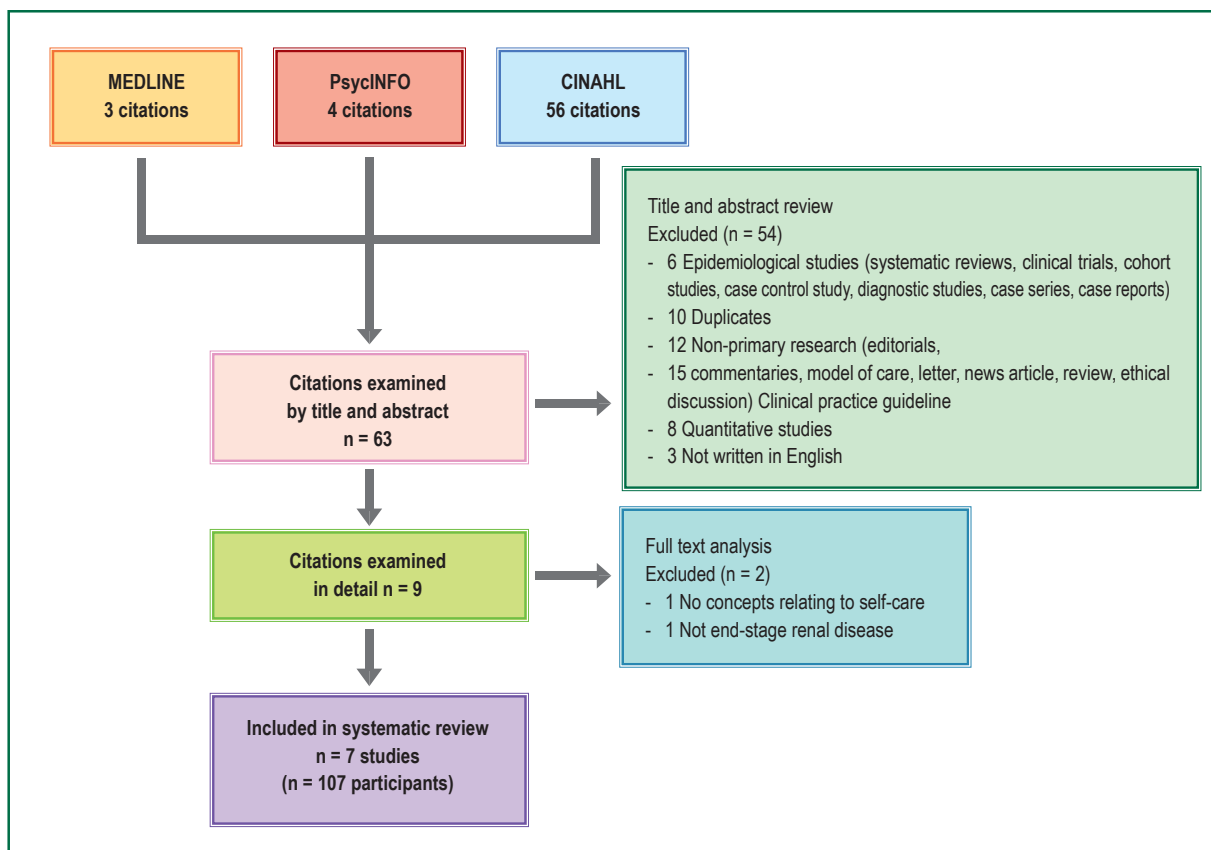 MEDLINE
3 citations
PsycINFO
4 citations
CINAHL
56 citations
Title and abstract review
Excluded (n = 54)
- 6 Epidemiological studies (systematic reviews, clinical trials, cohort
studies, case control study, diagnostic studies, case series, case reports)
- 10 Duplicates
- 12 Non-primary research (editorials,
- 15 commentaries, model of care, letter, news article, review, ethical
discussion) Clinical practice guideline
- 8 Quantitative studies
- 3 Not written in English
Citations examined
by title and abstract
n = 63
Citations examined
in detail n = 9
Full text analysis
Excluded (n = 2)
- 1 No concepts relating to self-care
- 1 Not end-stage renal disease
Included in systematic review
n = 7 studies
(n = 107 participants)